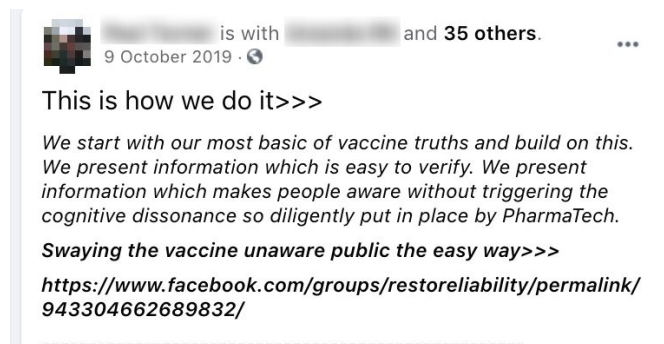 is with and 35 others.
9 October 2019 ·
This is how we do it>>>
We start with our most basic of vaccine truths and build on this.
We present information which is easy to verify. We present
information which makes people aware without triggering the
cognitive dissonance so diligently put in place by PharmaTech.
Swaying the vaccine unaware public the easy way>>>
https://www.facebook.com/groups/restoreliability/permalink/
943304662689832/